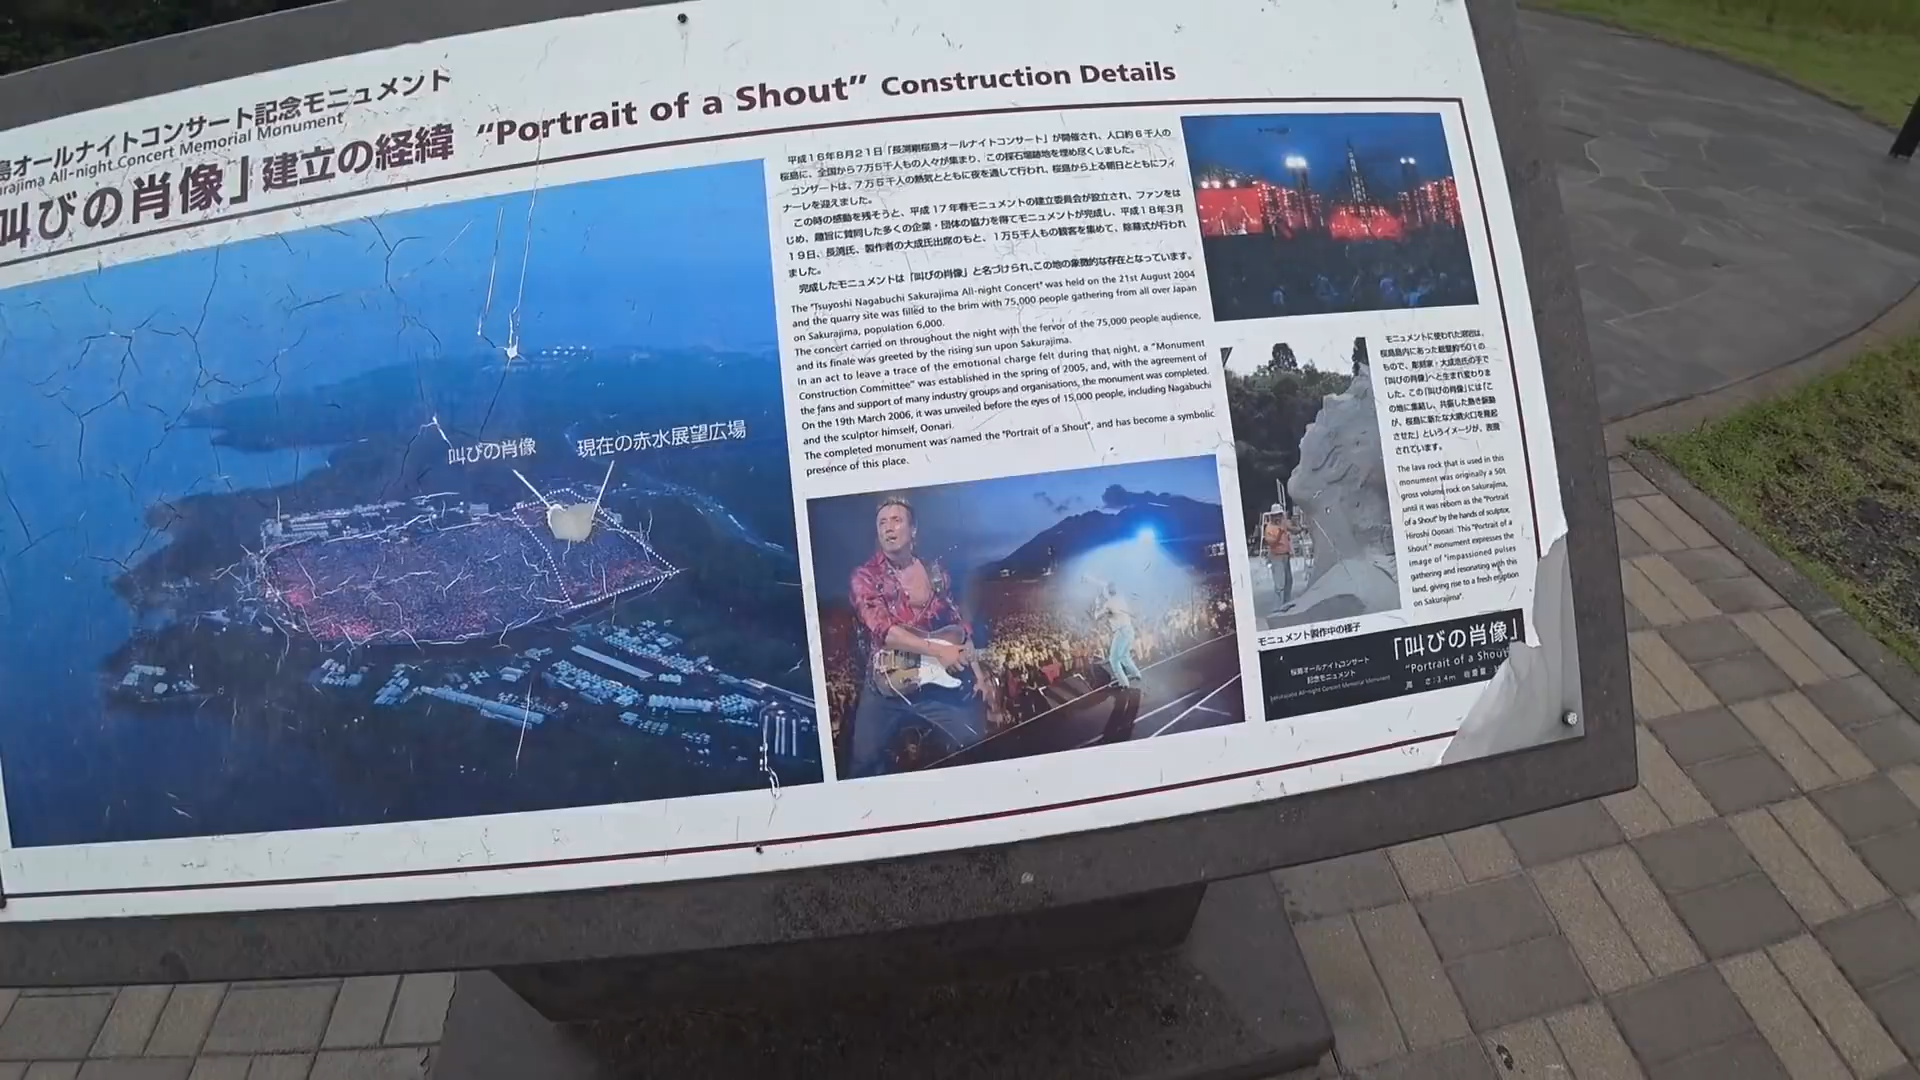 島オールナイトコンサート記念モニュメント
urajima All-night Concert Memorial Monument
叫びの肖像」建立の経緯 "Portrait of a Shout" Construction Details
平成16年8月21日「長渕剛桜島オールナイトコンサート」が開催され、人口約6千人の
桜島に、全国から7万5千人もの人々が集まり、この採石場跡地を埋め尽くしました。
コンサートは、7万5千人の熱気とともに夜を通して行われ、桜島から上る朝日とともにフィ
ナーレを迎えました。
この時の感動を残そうと、平成17年春モニュメントの建立委員会が設立され、ファンをは
じめ、趣旨に賛同した多くの企業・団体の協力を得てモニュメントが完成し、平成18年3月
19日、長渕氏、製作者の大成氏出席のもと、1万5千人もの観客を集めて、除幕式が行われ
ました。
完成したモニュメントは「叫びの肖像」と名づけられ、この地の象徴的な存在となっています。
The "Tsuyoshi Nagabuchi Sakurajima All-night Concert" was held on the 21st August 2004
and the quarry site was filled to the brim with 75,000 people gathering from all over Japan
on Sakurajima, population 6,000.
The concert carried on throughout the night with the fervor of the 75,000 people audience,
and its finale was greeted by the rising sun upon Sakurajima.
In an act to leave a trace of the emotional charge felt during that night, a "Monument
Construction Committee" was established in the spring of 2005, and, with the agreement of
the fans and support of many industry groups and organisations, the monument was completed.
On the 19th March 2006, it was unveiled before the eyes of 15,000 people, including Nagabuchi
and the sculptor himself, Oonari.
The completed monument was named the "Portrait of a Shout", and has become a symbolic
presence of this place.
叫びの肖像
現在の赤水展望広場
モニュメントに使われた溶岩は、
桜島島内にあった総量約50tの
もので、彫刻家・大成浩氏の手で
「叫びの肖像」へと生まれ変わりま
した。この「叫びの肖像」には「こ
の地に集結し、共振した熱き鼓動
が、桜島に新たな大噴火口を隆起
させた」というイメージが、表現
されています。
The lava rock that is used in this
monument was originally a 50t
gross volume rock on Sakurajima,
until it was reborn as the "Portrait
of a Shout" by the hands of sculptor,
Hiroshi Oonari. This "Portrait of a
Shout" monument expresses the
image of "impassioned pulses
gathering and resonating with this
land, giving rise to a fresh eruption
on Sakurajima".
モニュメント製作中の様子
桜島オールナイトコンサート
記念モニュメント
Sakurajima All-night Concert Memorial Monument
「叫びの肖像」
"Portrait of a Shout"
高 さ:3.4m